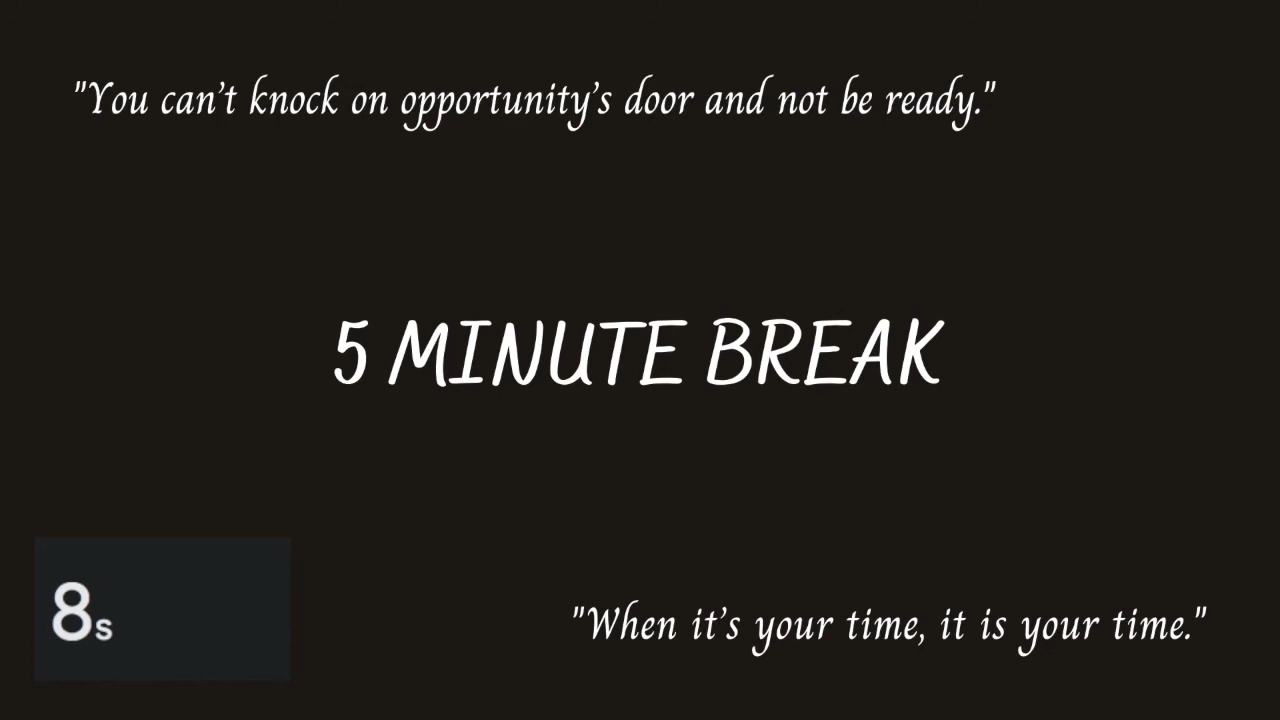 "You can't knock on opportunity's door and not be ready."
5 MINUTE BREAK
8s
"When it's your time, it is your time."